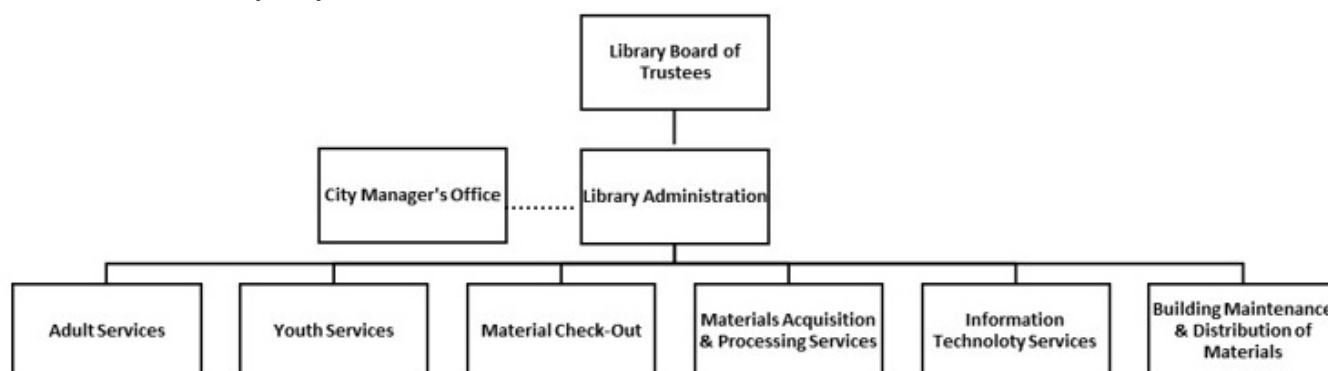 Library Board of
Trustees
City Manager's Office
Library Administration
Adult Services
Youth Services
Material Check-Out
Materials Acquisition
& Processing Services
Information
Technoloty Services
Building Maintenance
& Distribution of
Materials